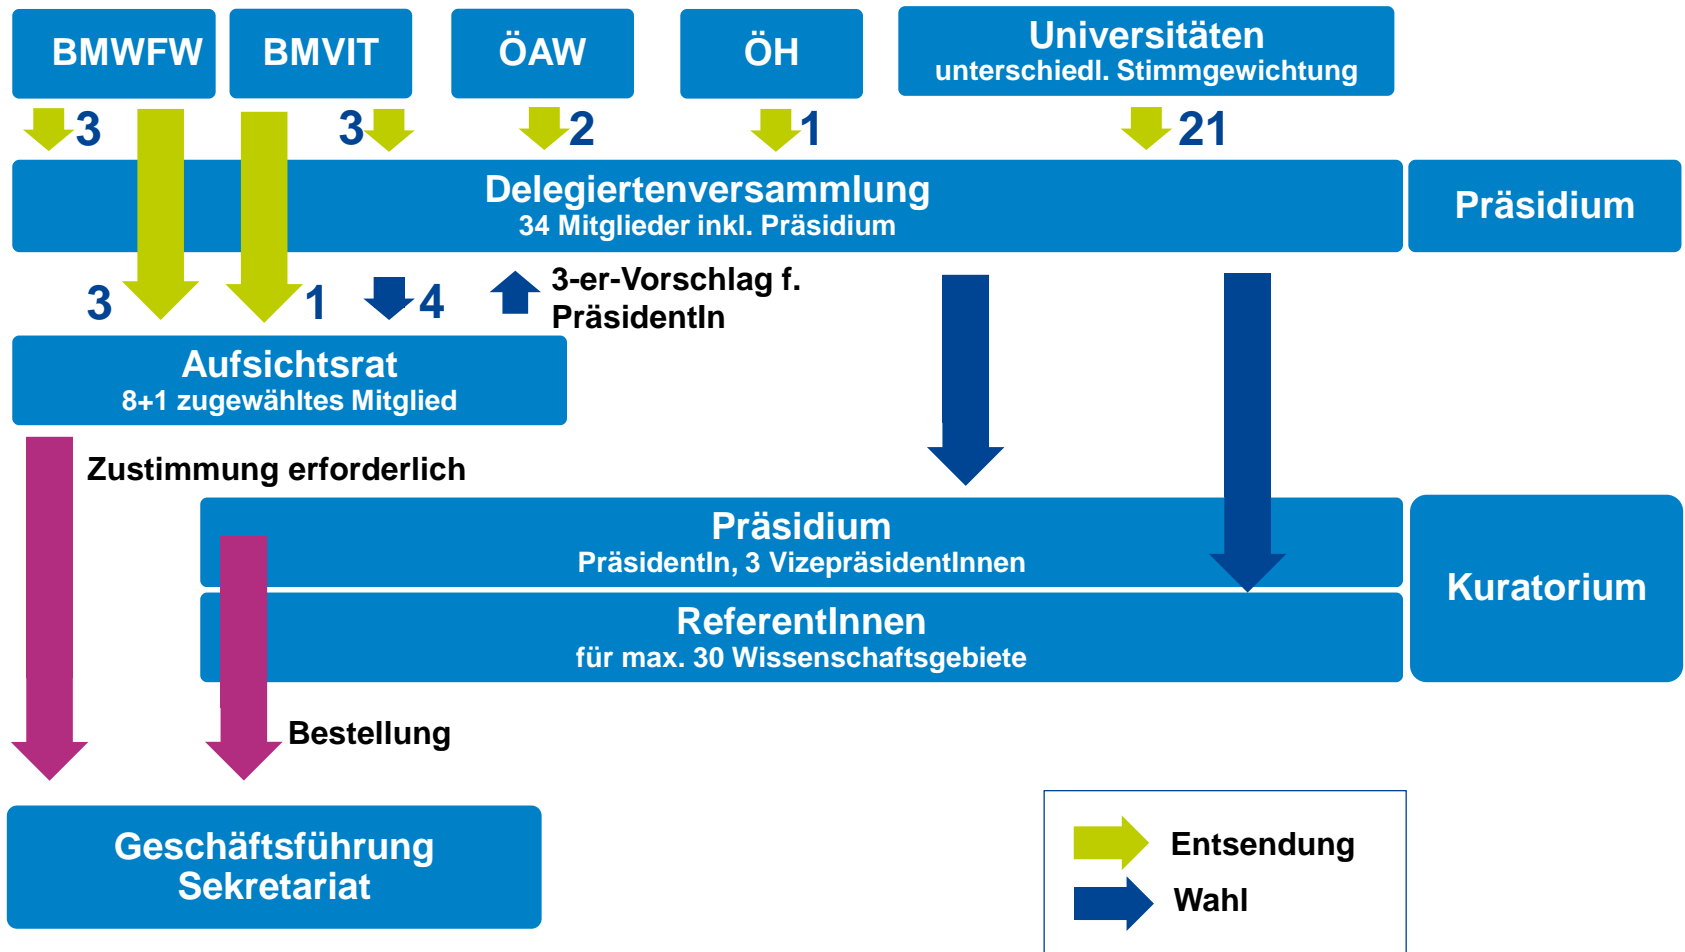 BMWFW
BMVIT
ÖAW
ÖH
Universitäten
unterschiedl. Stimmgewichtung
3
3
2
1
21
Delegiertenversammlung
34 Mitglieder inkl. Präsidium
Präsidium
3
1
4
3-er-Vorschlag f.
PräsidentIn
Aufsichtsrat
8+1 zugewähltes Mitglied
Zustimmung erforderlich
Präsidium
PräsidentIn, 3 VizepräsidentInnen
Kuratorium
ReferentInnen
für max. 30 Wissenschaftsgebiete
Bestellung
Geschäftsführung
Sekretariat
Entsendung
Wahl